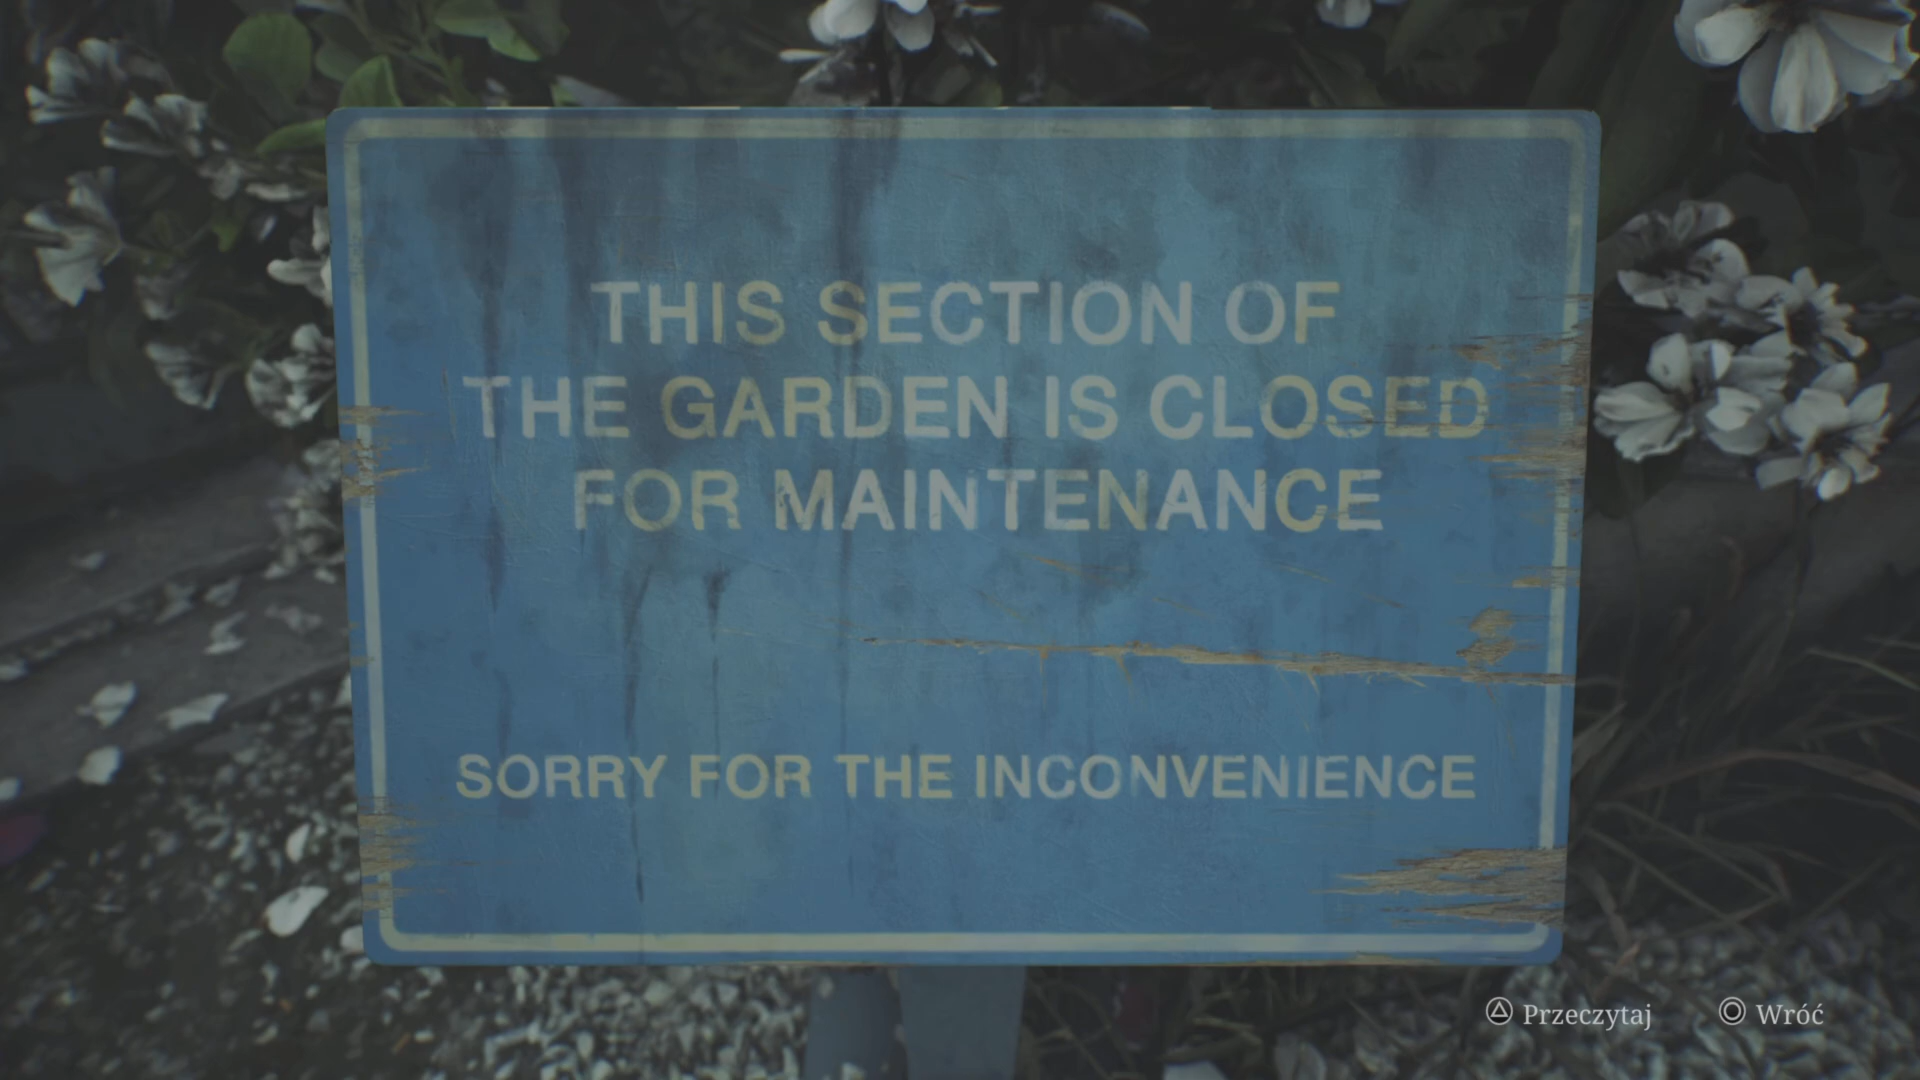 THIS SECTION OF
THE GARDEN IS CLOSED
FOR MAINTENANCE
SORRY FOR THE INCONVENIENCE
Przeczytaj Wróć